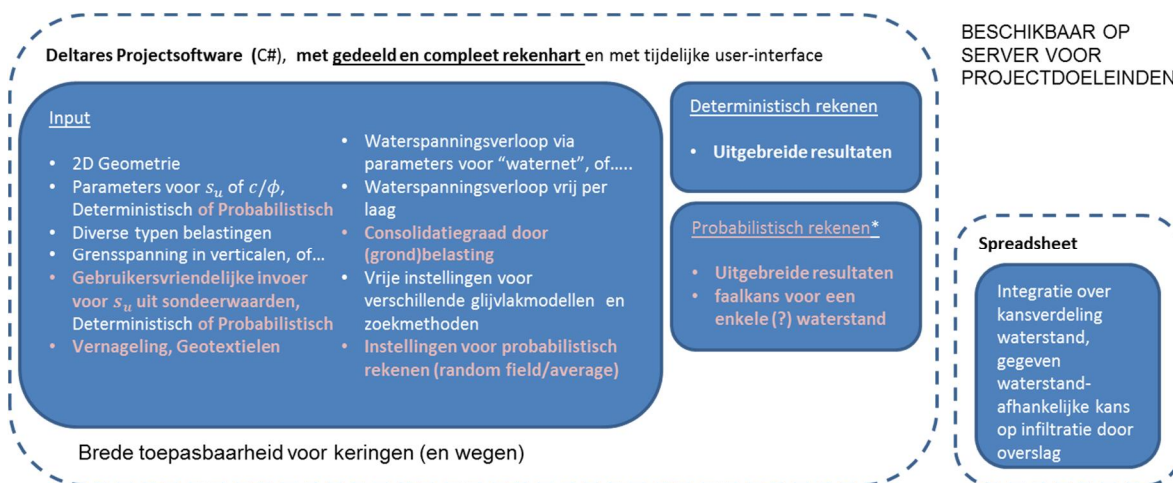 Deltares Projectsoftware (C#), met gedeeld en compleet rekenhart en met tijdelijke user-interface
Input
• 2D Geometrie
• Parameters voor s_u of c/ϕ,
Deterministisch of Probabilistisch
• Diverse typen belastingen
• Grensspanning in verticalen, of...
• Gebruikersvriendelijke invoer
voor s_u uit sondeerwaarden,
Deterministisch of Probabilistisch
• Vernageling, Geotextielen
• Waterspanningsverloop via
parameters voor “waternet”, of.....
• Waterspanningsverloop vrij per
laag
• Consolidatiegraad door
(grond)belasting
• Vrije instellingen voor
verschillende glijvlakmodellen en
zoekmethoden
• Instellingen voor probabilistisch
rekenen (random field/average)
Deterministisch rekenen
• Uitgebreide resultaten
Probabilistisch rekenen*
• Uitgebreide resultaten
• faalkans voor een
enkele (?) waterstand
Brede toepasbaarheid voor keringen (en wegen)
BESCHIKBAAR OP
SERVER VOOR
PROJECTDOELEINDEN
Spreadsheet
Integratie over
kansverdeling
waterstand,
gegeven
waterstand-
afhankelijke kans
op infiltratie door
overslag